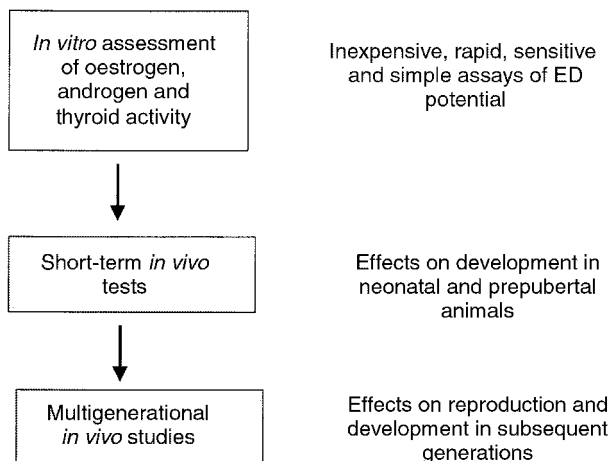 In vitro assessment
of oestrogen,
androgen and
thyroid activity
Inexpensive, rapid, sensitive
and simple assays of ED
potential
Short-term in vivo
tests
Effects on development in
neonatal and prepubertal
animals
Multigenerational
in vivo studies
Effects on reproduction and
development in subsequent
generations